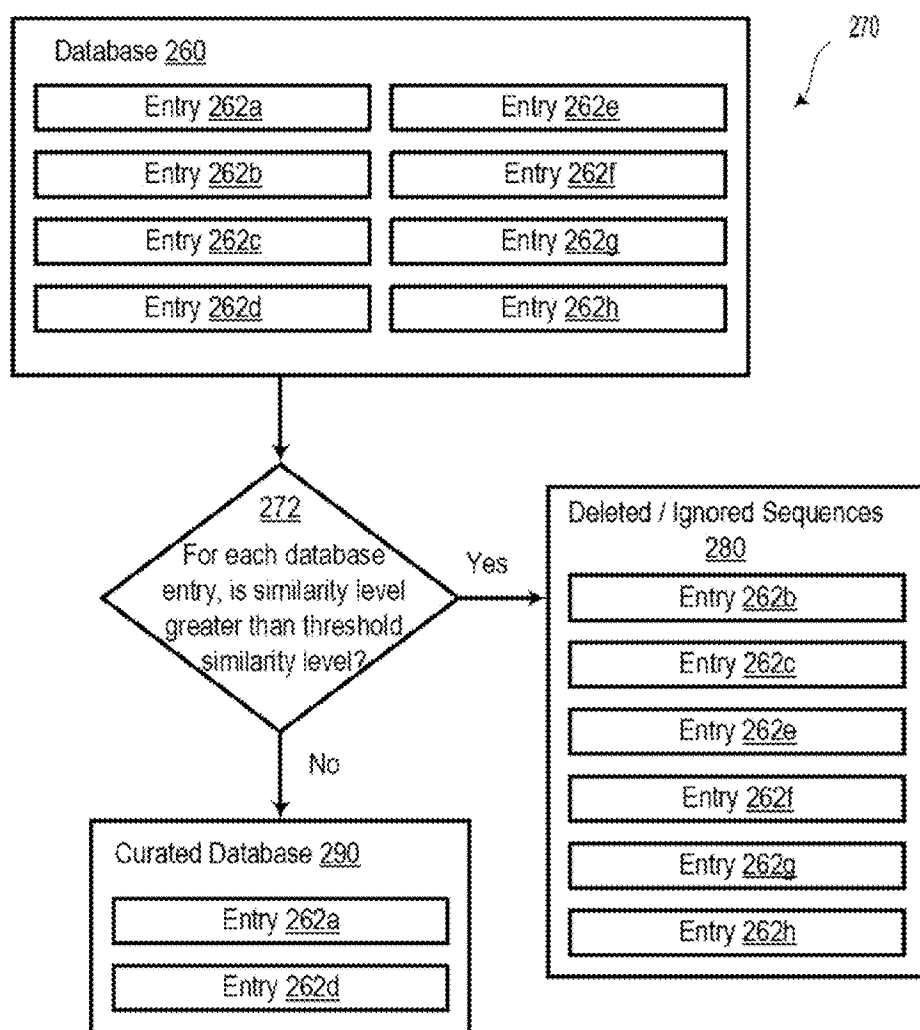 270
Database 260
Entry 262a
Entry 262e
Entry 262b
Entry 262f
Entry 262c
Entry 262g
Entry 262d
Entry 262h
272
For each database
entry, is similarity level
greater than threshold
similarity level?
Yes
No
Deleted / Ignored Sequences
280
Entry 262b
Entry 262c
Entry 262e
Entry 262f
Entry 262g
Entry 262h
Curated Database 290
Entry 262a
Entry 262d